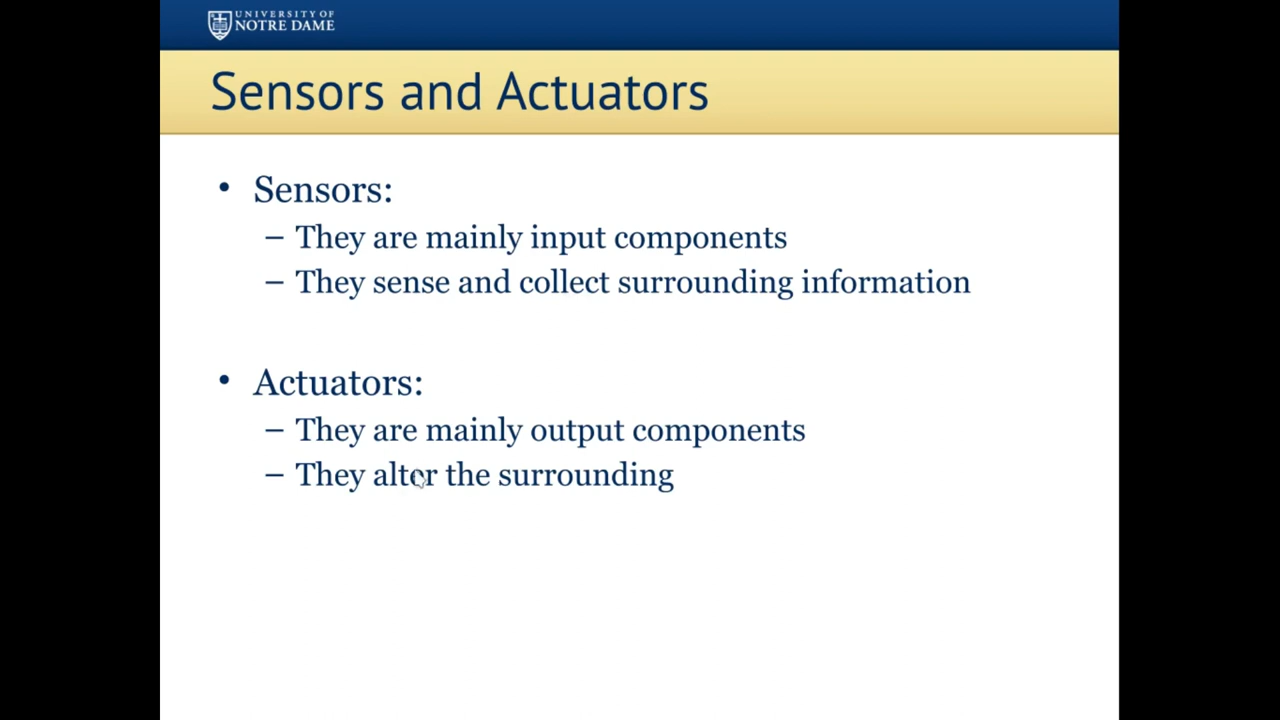 UNIVERSITY OF
NOTRE DAME
Sensors and Actuators
• Sensors:
– They are mainly input components
– They sense and collect surrounding information
• Actuators:
– They are mainly output components
– They alter the surrounding